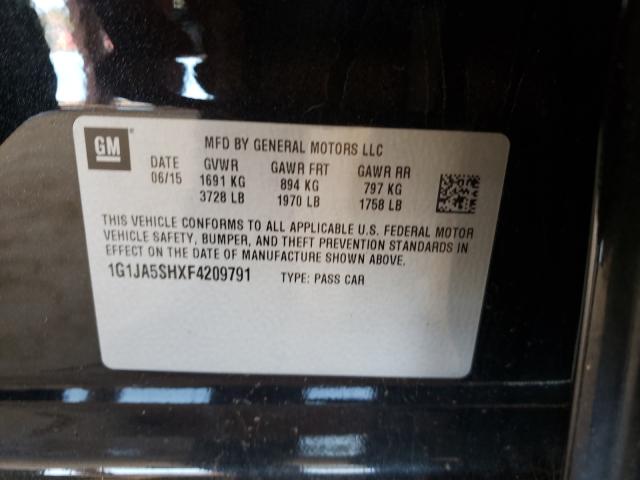 GM
MFD BY GENERAL MOTORS LLC
DATE GVWR GAWR FRT GAWR RR
06/15 1691 KG 894 KG 797 KG
3728 LB 1970 LB 1758 LB
THIS VEHICLE CONFORMS TO ALL APPLICABLE U.S. FEDERAL MOTOR
VEHICLE SAFETY, BUMPER, AND THEFT PREVENTION STANDARDS
IN EFFECT ON THE DATE OF MANUFACTURE SHOWN ABOVE.
1G1JA5SHXF4209791 TYPE: PASS CAR